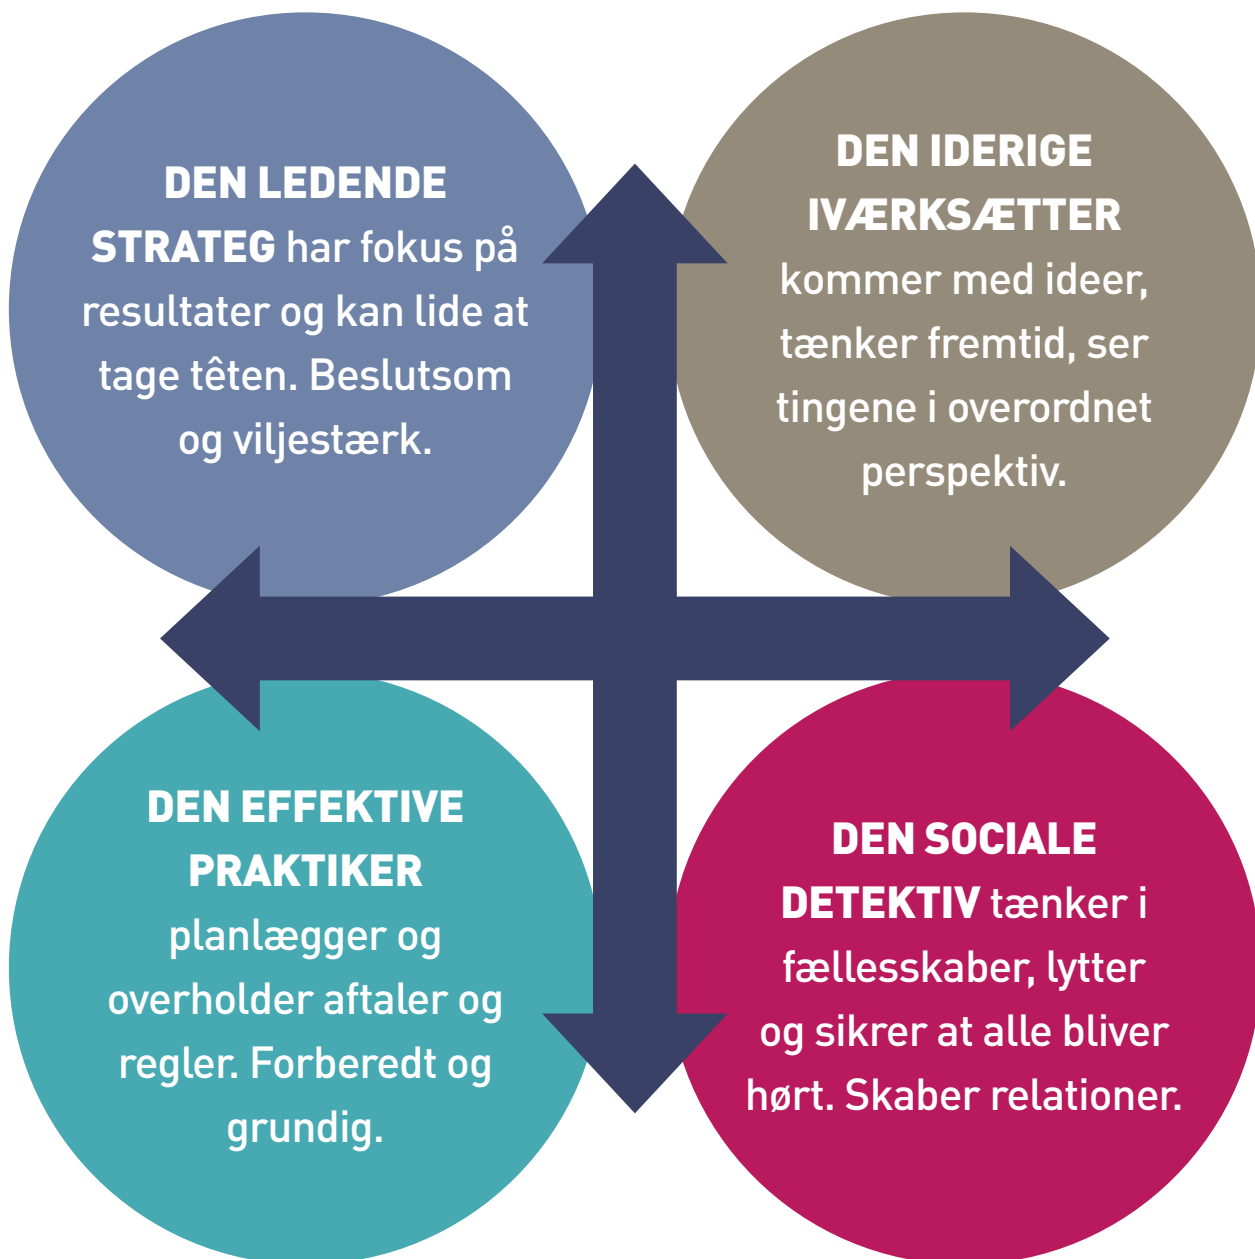 DEN LEDENDE
STRATEG har fokus på
resultater og kan lide at
tage têten. Beslutsom
og viljestærk.
DEN IDERIGE
IVÆRKSÆTTER
kommer med ideer,
tænker fremtid, ser
tingene i overordnet
perspektiv.
DEN EFFEKTIVE
PRAKTIKER
planlægger og
overholder aftaler og
regler. Forberedt og
grundig.
DEN SOCIALE
DETEKTIV tænker i
fællesskaber, lytter
og sikrer at alle bliver
hørt. Skaber relationer.